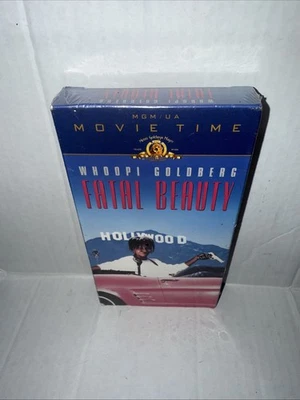 MGM/UA
MOVIE TIME
WHOOPI GOLDBERG
FATAL BEAUTY
HOLLYWOOD